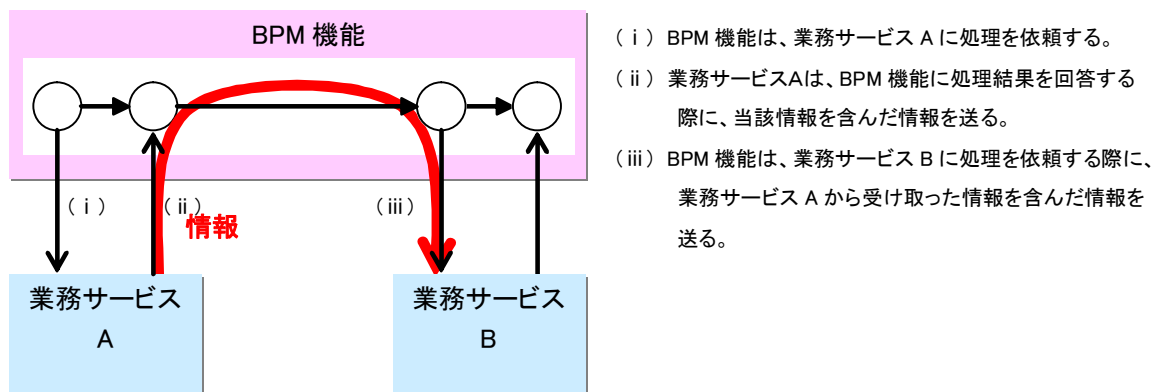 BPM 機能
(ⅰ)
(ⅱ)
情報
(ⅲ)
業務サービス
A
業務サービス
B
(ⅰ) BPM 機能は、業務サービス A に処理を依頼する。
(ⅱ) 業務サービスAは、BPM 機能に処理結果を回答する
際に、当該情報を含んだ情報を送る。
(ⅲ) BPM 機能は、業務サービス B に処理を依頼する際に、
業務サービス A から受け取った情報を含んだ情報を
送る。